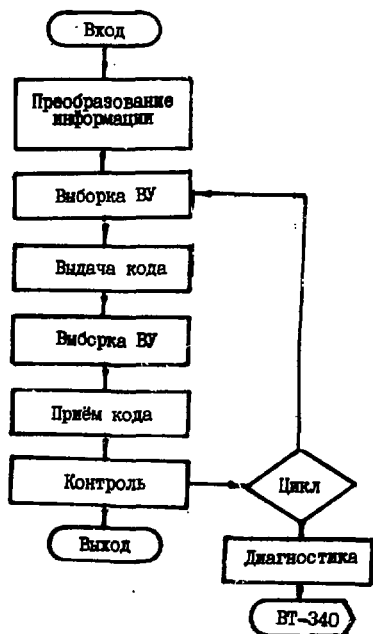 Вход
Преобразование
информации
Выборка ВУ
Выдача кода
Выборка ВУ
Приём кода
Контроль
Цикл
Выход
Диагностика
ВТ-340